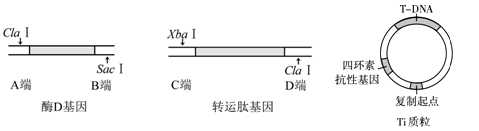 Cla Ⅰ
Sac Ⅰ
A端
B端
酶D基因
Xba Ⅰ
Cla Ⅰ
C端
D端
转运肽基因
T-DNA
四环素
抗性基因
复制起点
Ti质粒